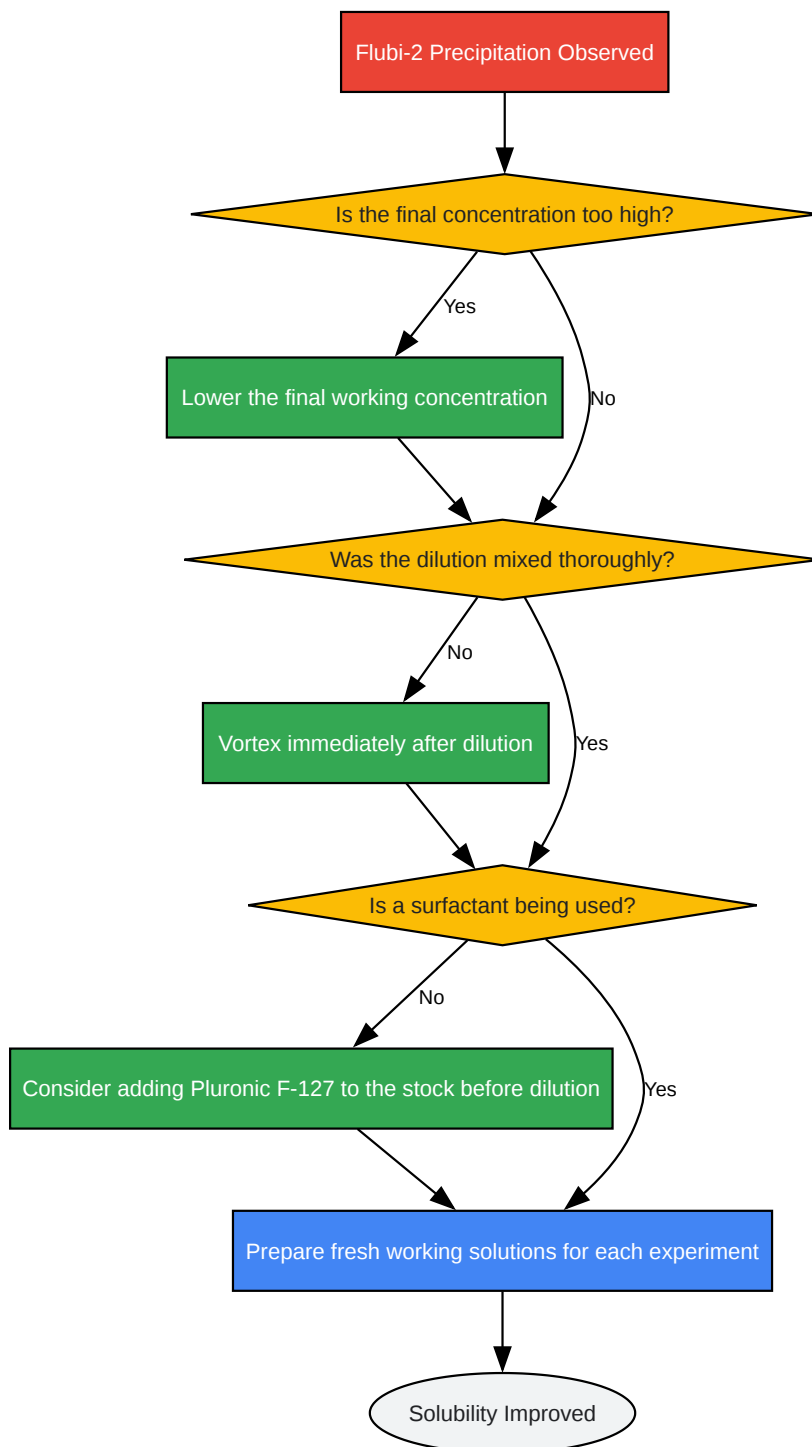 Flubi-2 Precipitation Observed
Is the final concentration too high?
Yes
Lower the final working concentration
No
Was the dilution mixed thoroughly?
No
Vortex immediately after dilution
Yes
Is a surfactant being used?
No
Consider adding Pluronic F-127 to the stock before dilution
Yes
Prepare fresh working solutions for each experiment
Solubility Improved